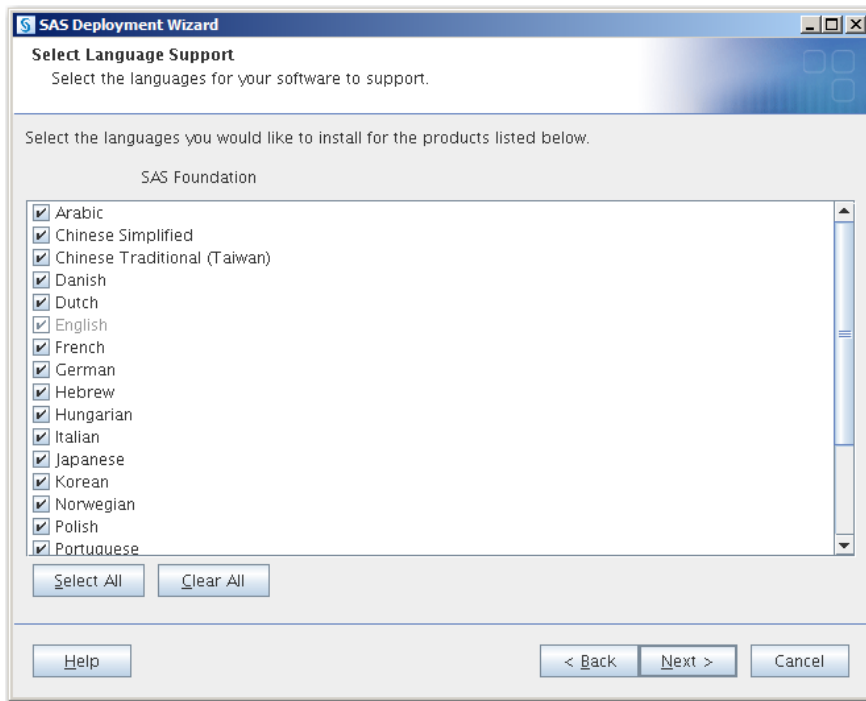 SAS Deployment Wizard
Select Language Support
Select the languages for your software to support.
Select the languages you would like to install for the products listed below.
SAS Foundation
Arabic
Chinese Simplified
Chinese Traditional (Taiwan)
Danish
Dutch
English
French
German
Hebrew
Hungarian
Italian
Japanese
Korean
Norwegian
Polish
Portuguese
Select All Clear All
Help < Back Next > Cancel